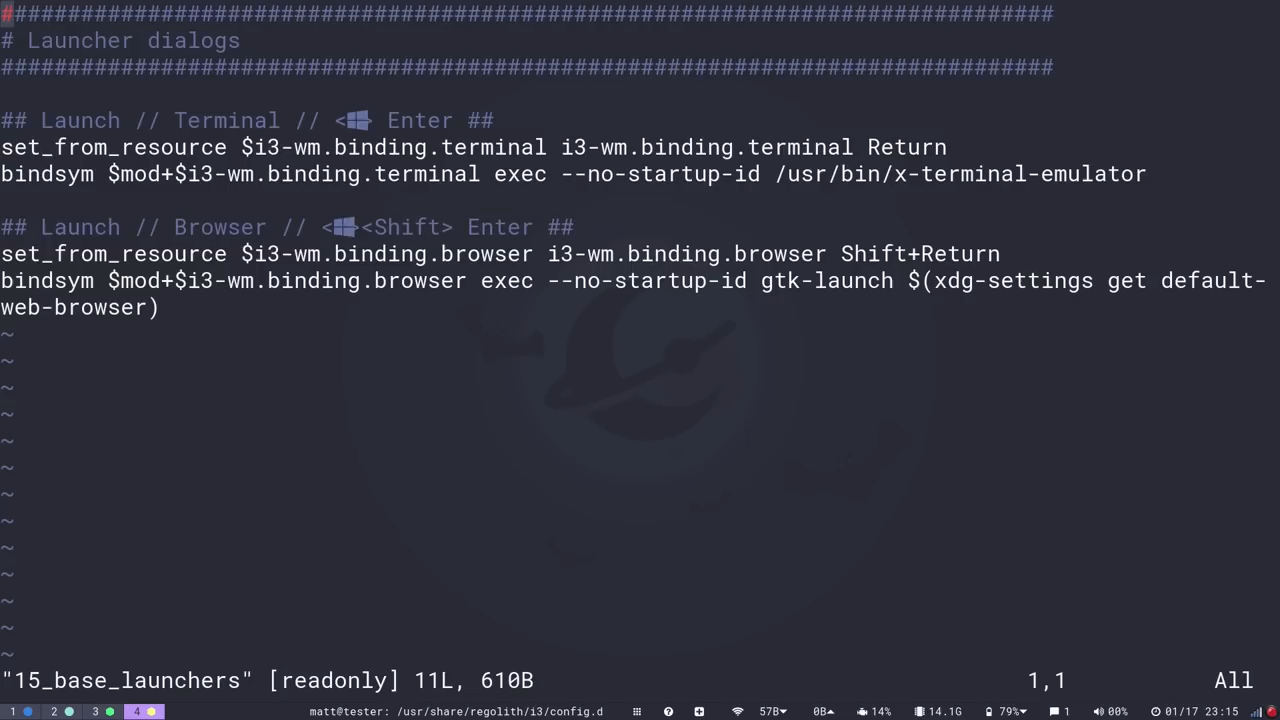 ###############################################################################
# Launcher dialogs
###############################################################################
## Launch // Terminal // < Enter ##
set_from_resource $i3-wm.binding.terminal i3-wm.binding.terminal Return
bindsym $mod+$i3-wm.binding.terminal exec --no-startup-id /usr/bin/x-terminal-emulator
## Launch // Browser // <<Shift> Enter ##
set_from_resource $i3-wm.binding.browser i3-wm.binding.browser Shift+Return
bindsym $mod+$i3-wm.binding.browser exec --no-startup-id gtk-launch $(xdg-settings get default-
web-browser)
~
~
~
~
~
~
~
~
~
~
~
~
~
"15_base_launchers" [readonly] 11L, 610B 1,1 All
1 2 3 4 matt@tester: /usr/share/regolith/i3/config.d 57B 0B 14% 14.1G 79% 1 00% 01/17 23:15